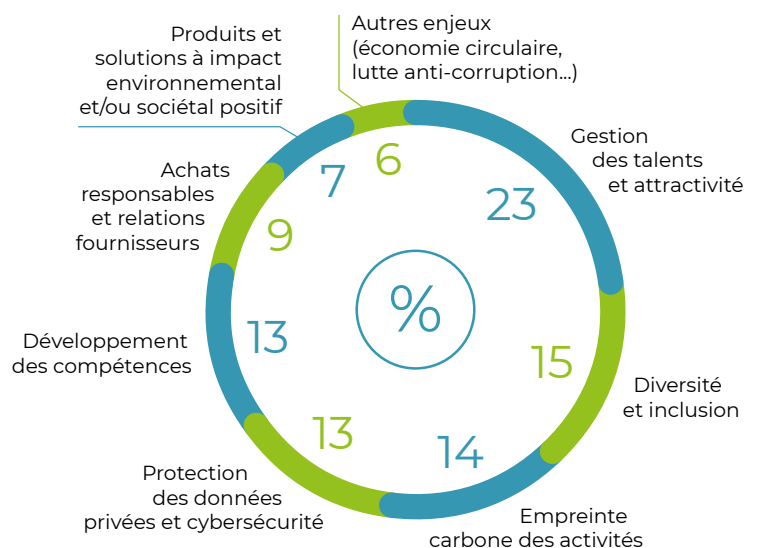 Produits et
solutions à impact
environnemental
et/ou sociétal positif
7
Autres enjeux
(économie circulaire,
lutte anti-corruption...)
6
Gestion
des talents
et attractivité
23
Diversité
et inclusion
15
Empreinte
carbone des activités
14
Protection
des données
privées et cybersécurité
13
Développement
des compétences
13
Achats
responsables
et relations
fournisseurs
9
%